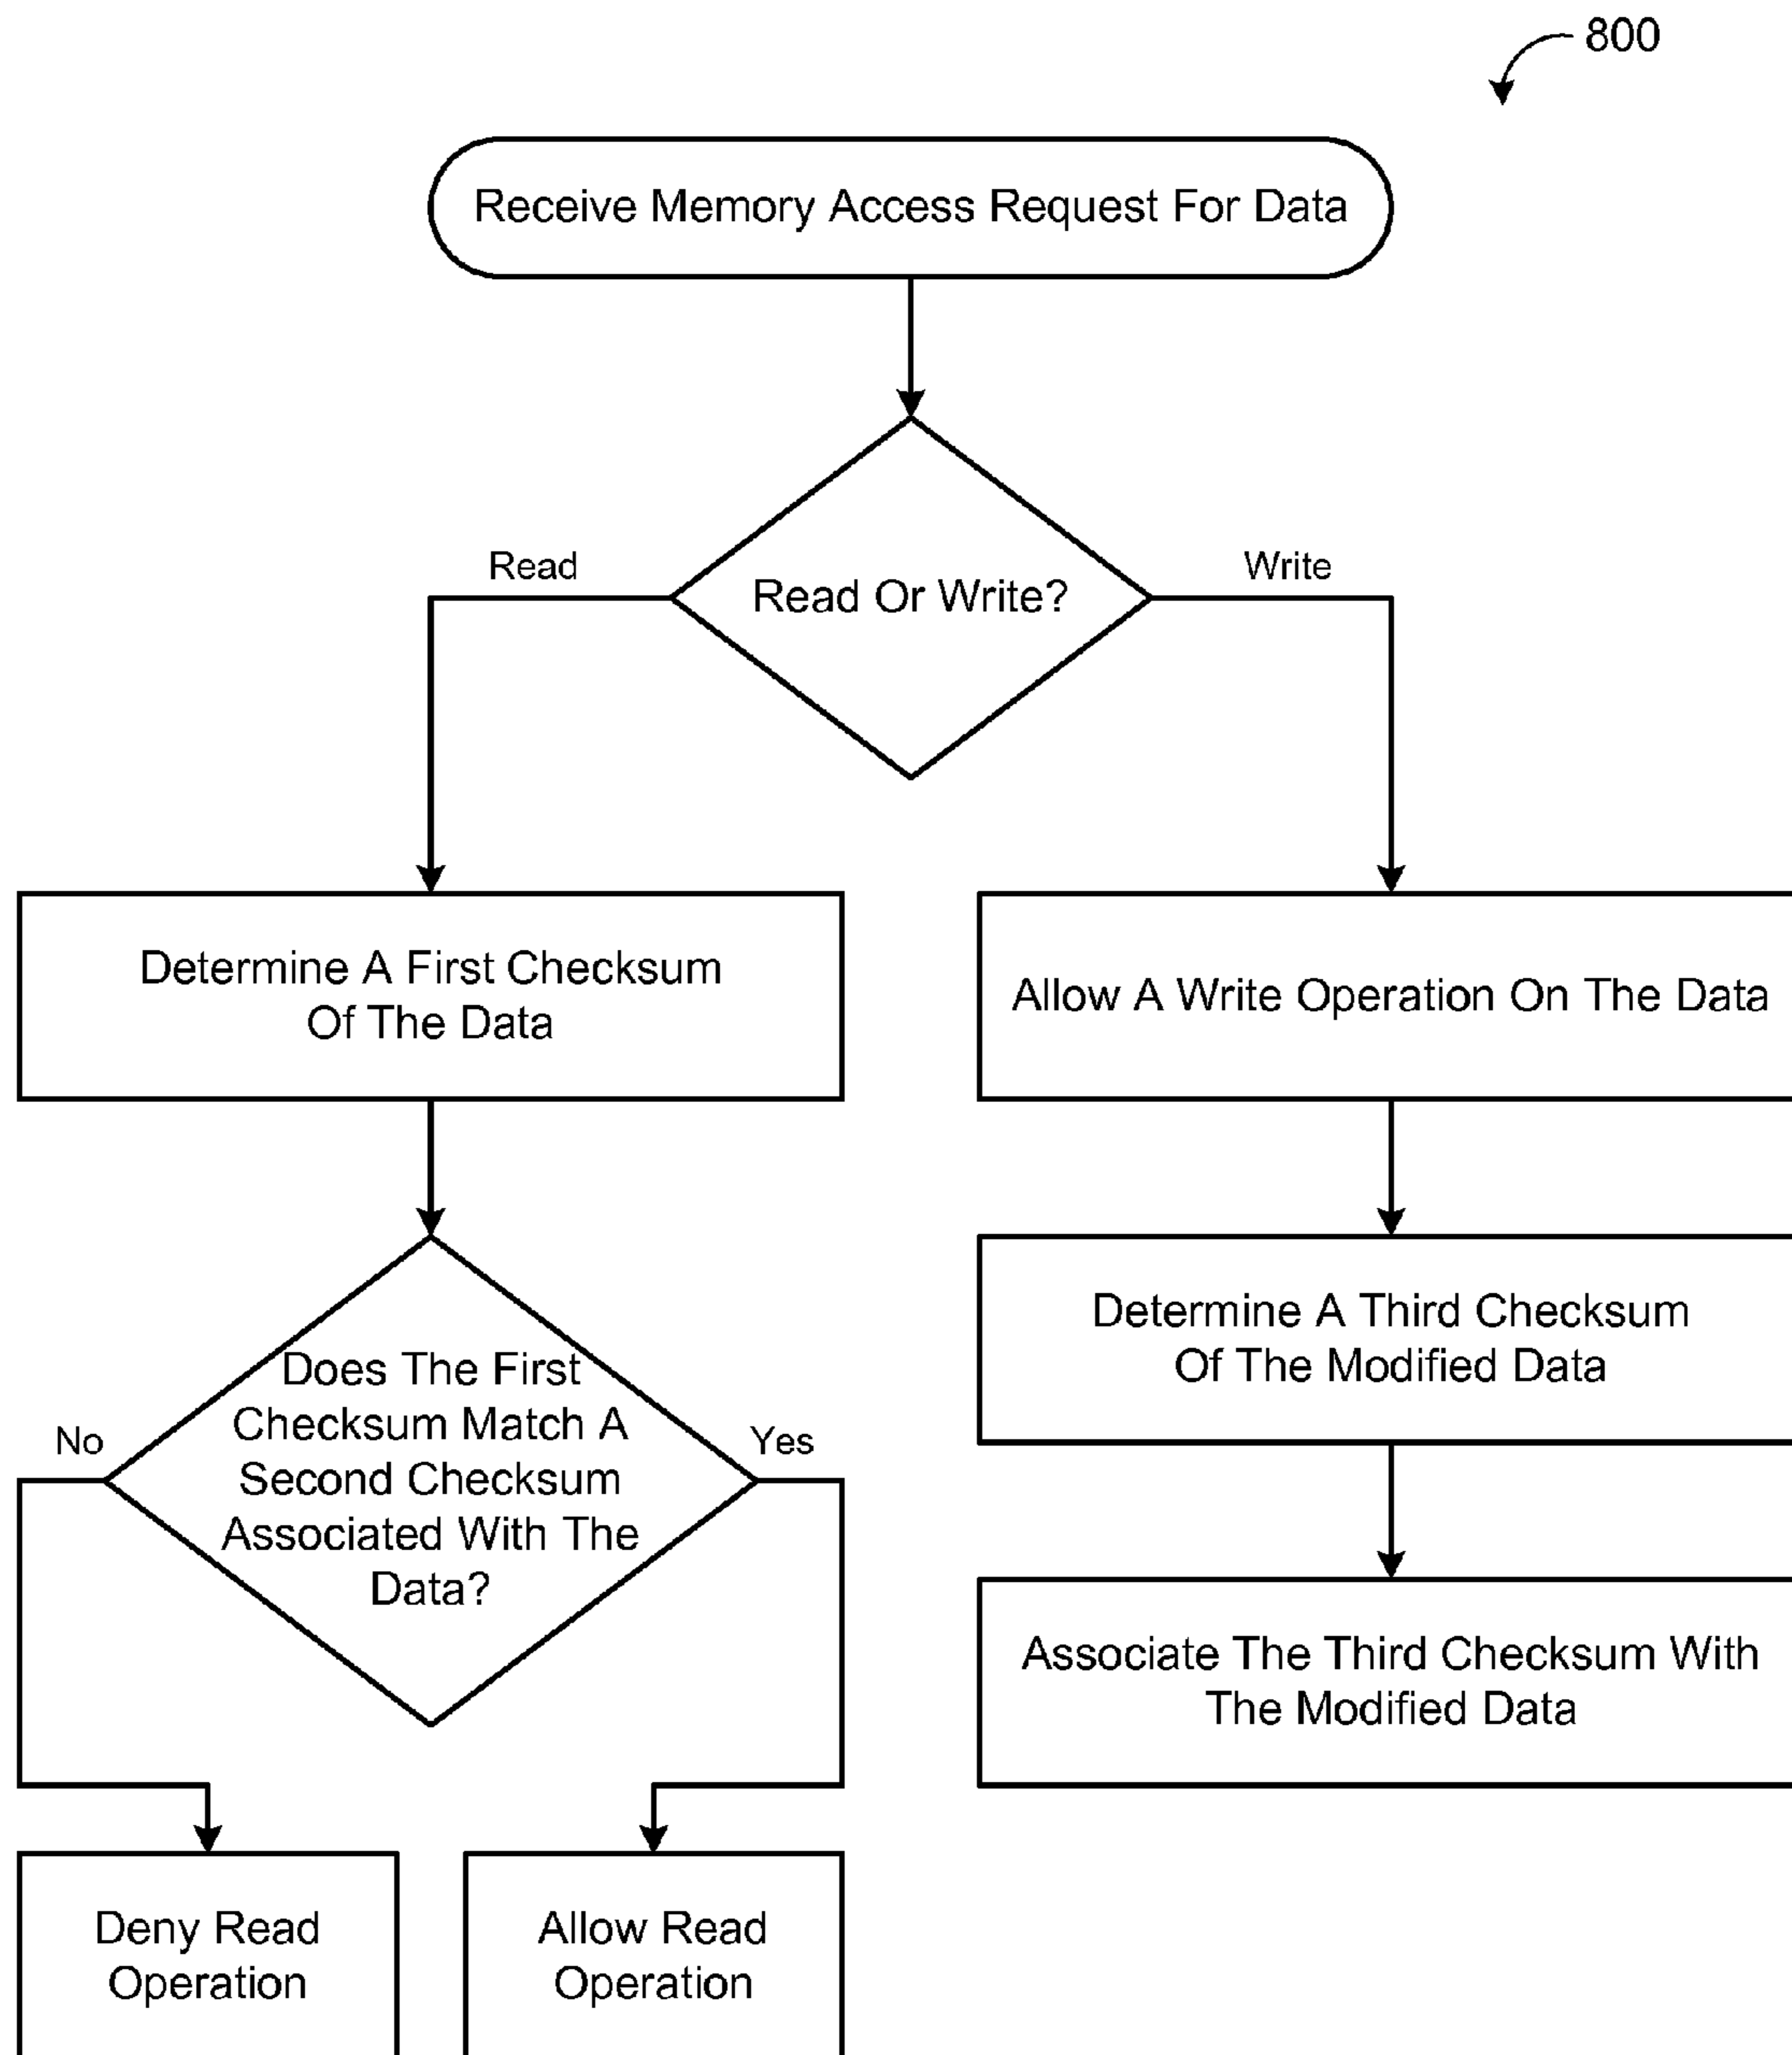 800
Receive Memory Access Request For Data
Read Or Write?
Read
Write
Determine A First Checksum
Of The Data
Allow A Write Operation On The Data
Does The First
Checksum Match A
Second Checksum
Associated With The
Data?
No
Yes
Determine A Third Checksum
Of The Modified Data
Associate The Third Checksum With
The Modified Data
Deny Read
Operation
Allow Read
Operation